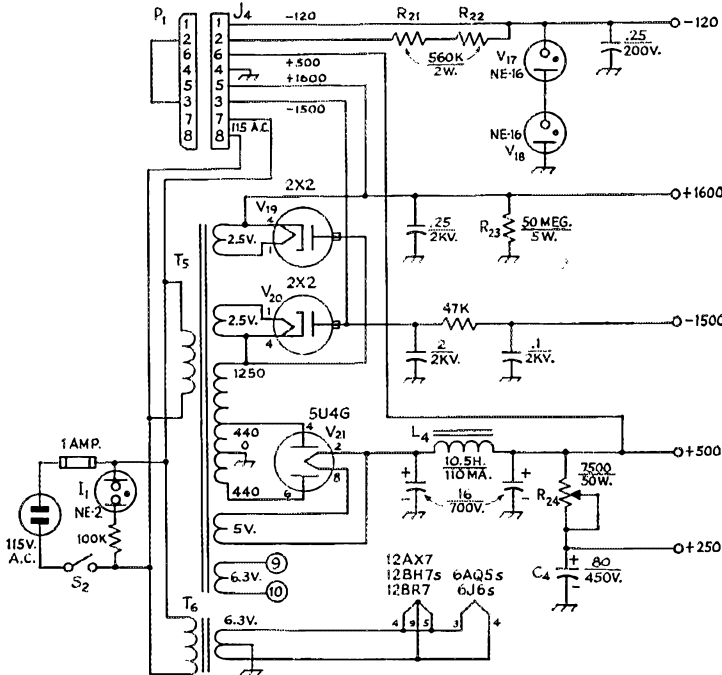 P1 J4
1 1 -120
2 2
6 6
4 4 +500
5 5 +1600
3 3 -1500
7 7 115 A.C.
8 8
R21 R22
560K
2W.
V17
NE-16
NE-16
V18
.25
200V.
-120
2X2
V19
2
1
2.5V.
T5
.25
2KV.
R23
50 MEG.
5W.
+1600
2X2
V20
1
4
2.5V.
47K
.2
2KV.
.1
2KV.
-1500
1250
5U4G
V21
4
2
8
6
440
0
440
5V.
L4
10.5H.
110MA.
+ +
- -
16
700V.
7500
50W.
R24
+500
+250
C4
+
-
80
450V.
1 AMP.
I1
NE-2
100K
115V.
A.C.
S2
6.3V.
9
10
T6
6.3V.
12AX7
12BH7s
12BR7
6AQ5s
6J6s
4 9 5 3 4